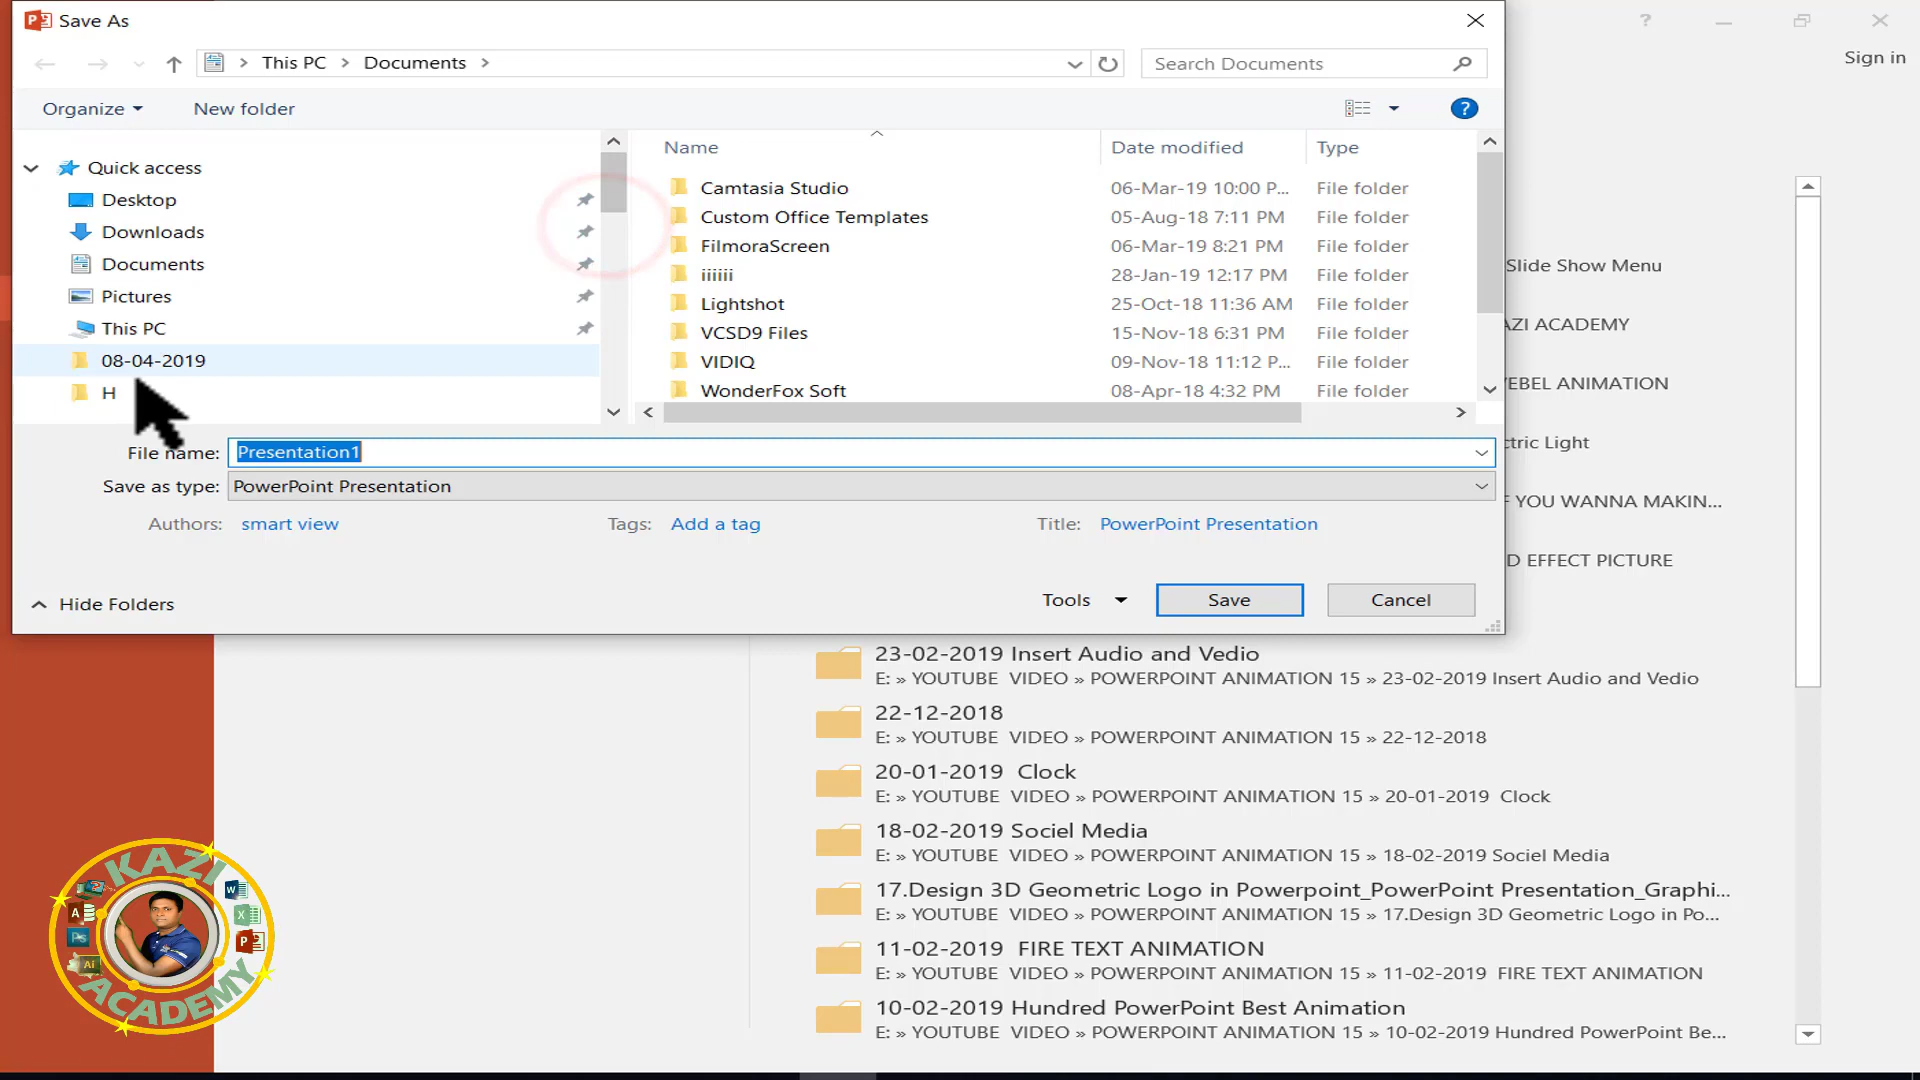 Save As
Sign in
This PC
Documents
Search Documents
Organize
New folder
?
Quick access
Desktop
Downloads
Documents
Pictures
This PC
08-04-2019
H
Name
Date modified
Type
Camtasia Studio
06-Mar-19 10:00 P...
File folder
Custom Office Templates
05-Aug-18 7:11 PM
File folder
FilmoraScreen
06-Mar-19 8:21 PM
File folder
iiiiii
28-Jan-19 12:17 PM
File folder
Lightshot
25-Oct-18 11:36 AM
File folder
VCSD9 Files
15-Nov-18 6:31 PM
File folder
VIDIQ
09-Nov-18 11:12 P...
File folder
WonderFox Soft
08-Apr-18 4:32 PM
File folder
File name:
Presentation1
Save as type:
PowerPoint Presentation
Authors:
smart view
Tags:
Add a tag
Title:
PowerPoint Presentation
Hide Folders
Tools
Save
Cancel
Slide Show Menu
AZI ACADEMY
EBEL ANIMATION
ctric Light
F YOU WANNA MAKIN...
D EFFECT PICTURE
23-02-2019 Insert Audio and Vedio
E: » YOUTUBE VIDEO » POWERPOINT ANIMATION 15 » 23-02-2019 Insert Audio and Vedio
22-12-2018
E: » YOUTUBE VIDEO » POWERPOINT ANIMATION 15 » 22-12-2018
20-01-2019 Clock
E: » YOUTUBE VIDEO » POWERPOINT ANIMATION 15 » 20-01-2019 Clock
18-02-2019 Sociel Media
E: » YOUTUBE VIDEO » POWERPOINT ANIMATION 15 » 18-02-2019 Sociel Media
17.Design 3D Geometric Logo in Powerpoint_PowerPoint Presentation_Graphi...
E: » YOUTUBE VIDEO » POWERPOINT ANIMATION 15 » 17.Design 3D Geometric Logo in Po...
11-02-2019 FIRE TEXT ANIMATION
E: » YOUTUBE VIDEO » POWERPOINT ANIMATION 15 » 11-02-2019 FIRE TEXT ANIMATION
10-02-2019 Hundred PowerPoint Best Animation
E: » YOUTUBE VIDEO » POWERPOINT ANIMATION 15 » 10-02-2019 Hundred PowerPoint Be...
KAZI
ACADEMY